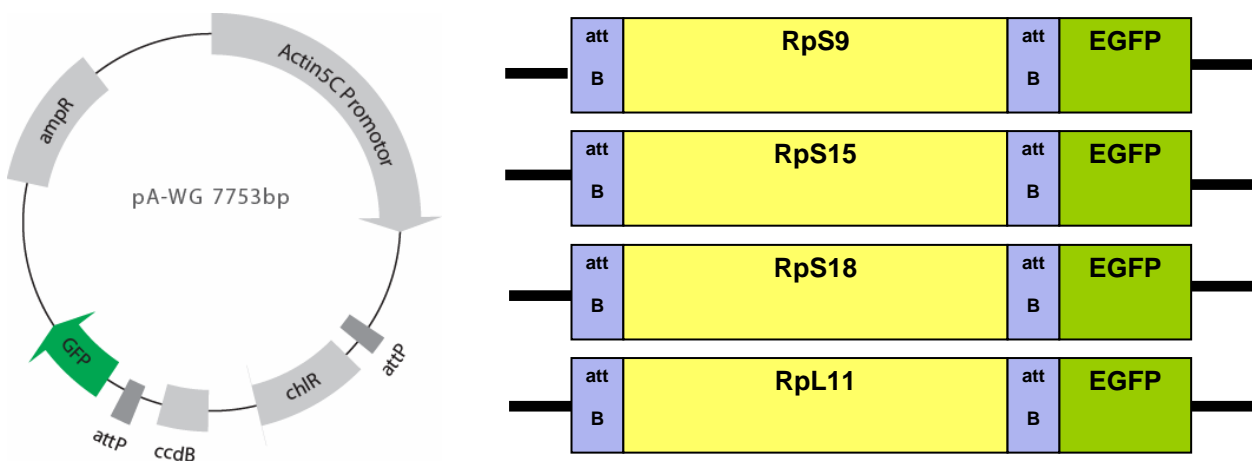 Actin5C Promotor
ampR
pA-WG 7753bp
attP
chlR
ccdB
attP
GFP
att
B
RpS9
att
B
EGFP
att
B
RpS15
att
B
EGFP
att
B
RpS18
att
B
EGFP
att
B
RpL11
att
B
EGFP